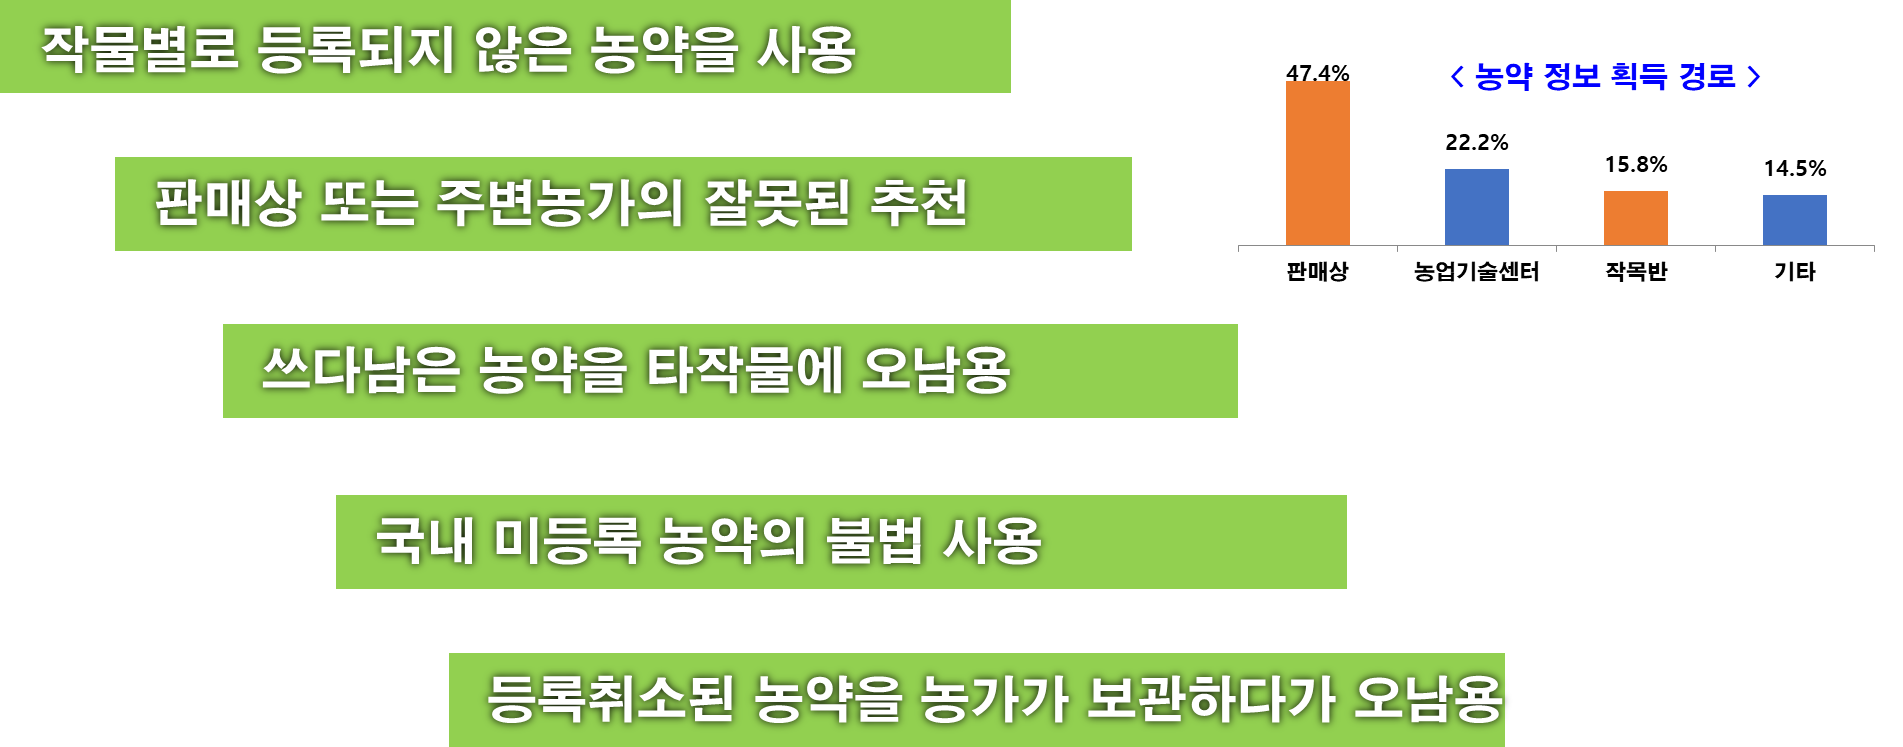 작물별로 등록되지 않은 농약을 사용
판매상 또는 주변농가의 잘못된 추천
쓰다남은 농약을 타작물에 오남용
국내 미등록 농약의 불법 사용
등록취소된 농약을 농가가 보관하다가 오남용
< 농약 정보 획득 경로 >
47.4%
22.2%
15.8%
14.5%
판매상
농업기술센터
작목반
기타